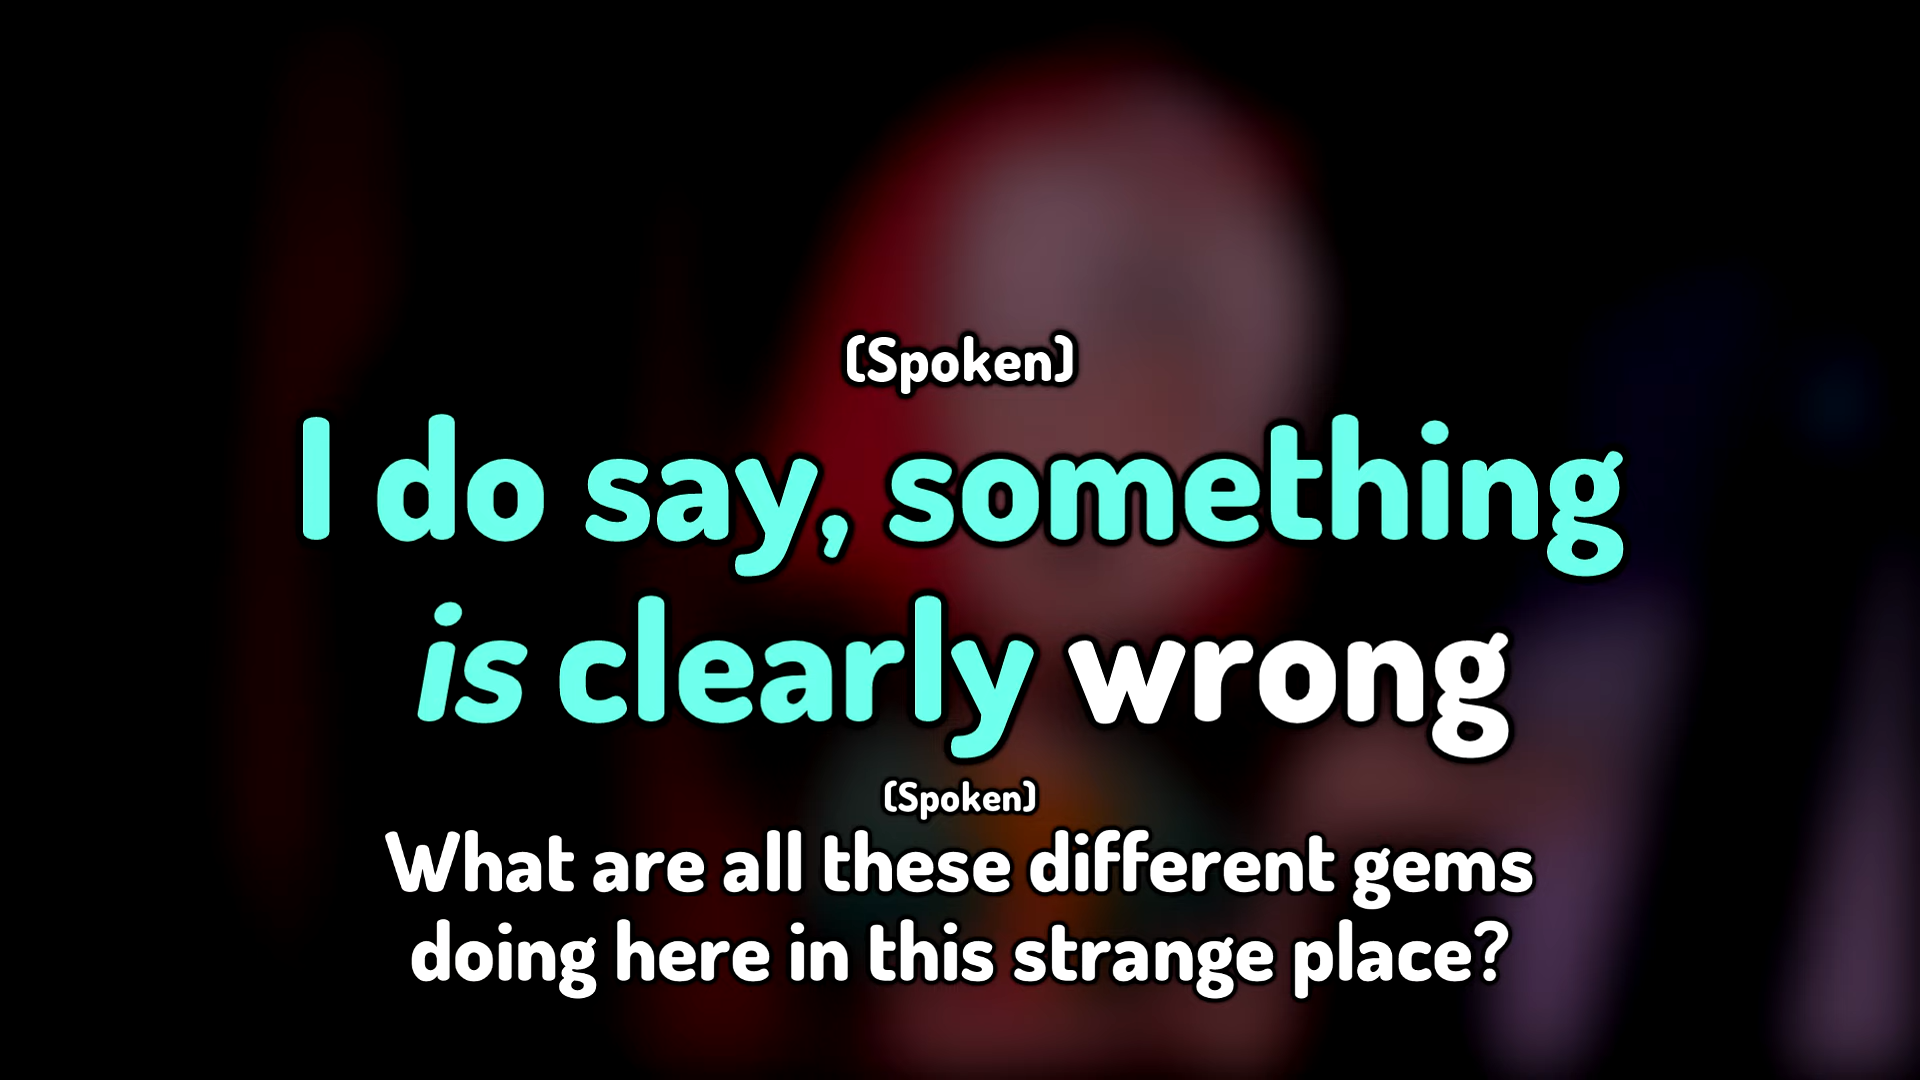 (Spoken)
I do say, something
is clearly wrong
(Spoken)
What are all these different gems
doing here in this strange place?